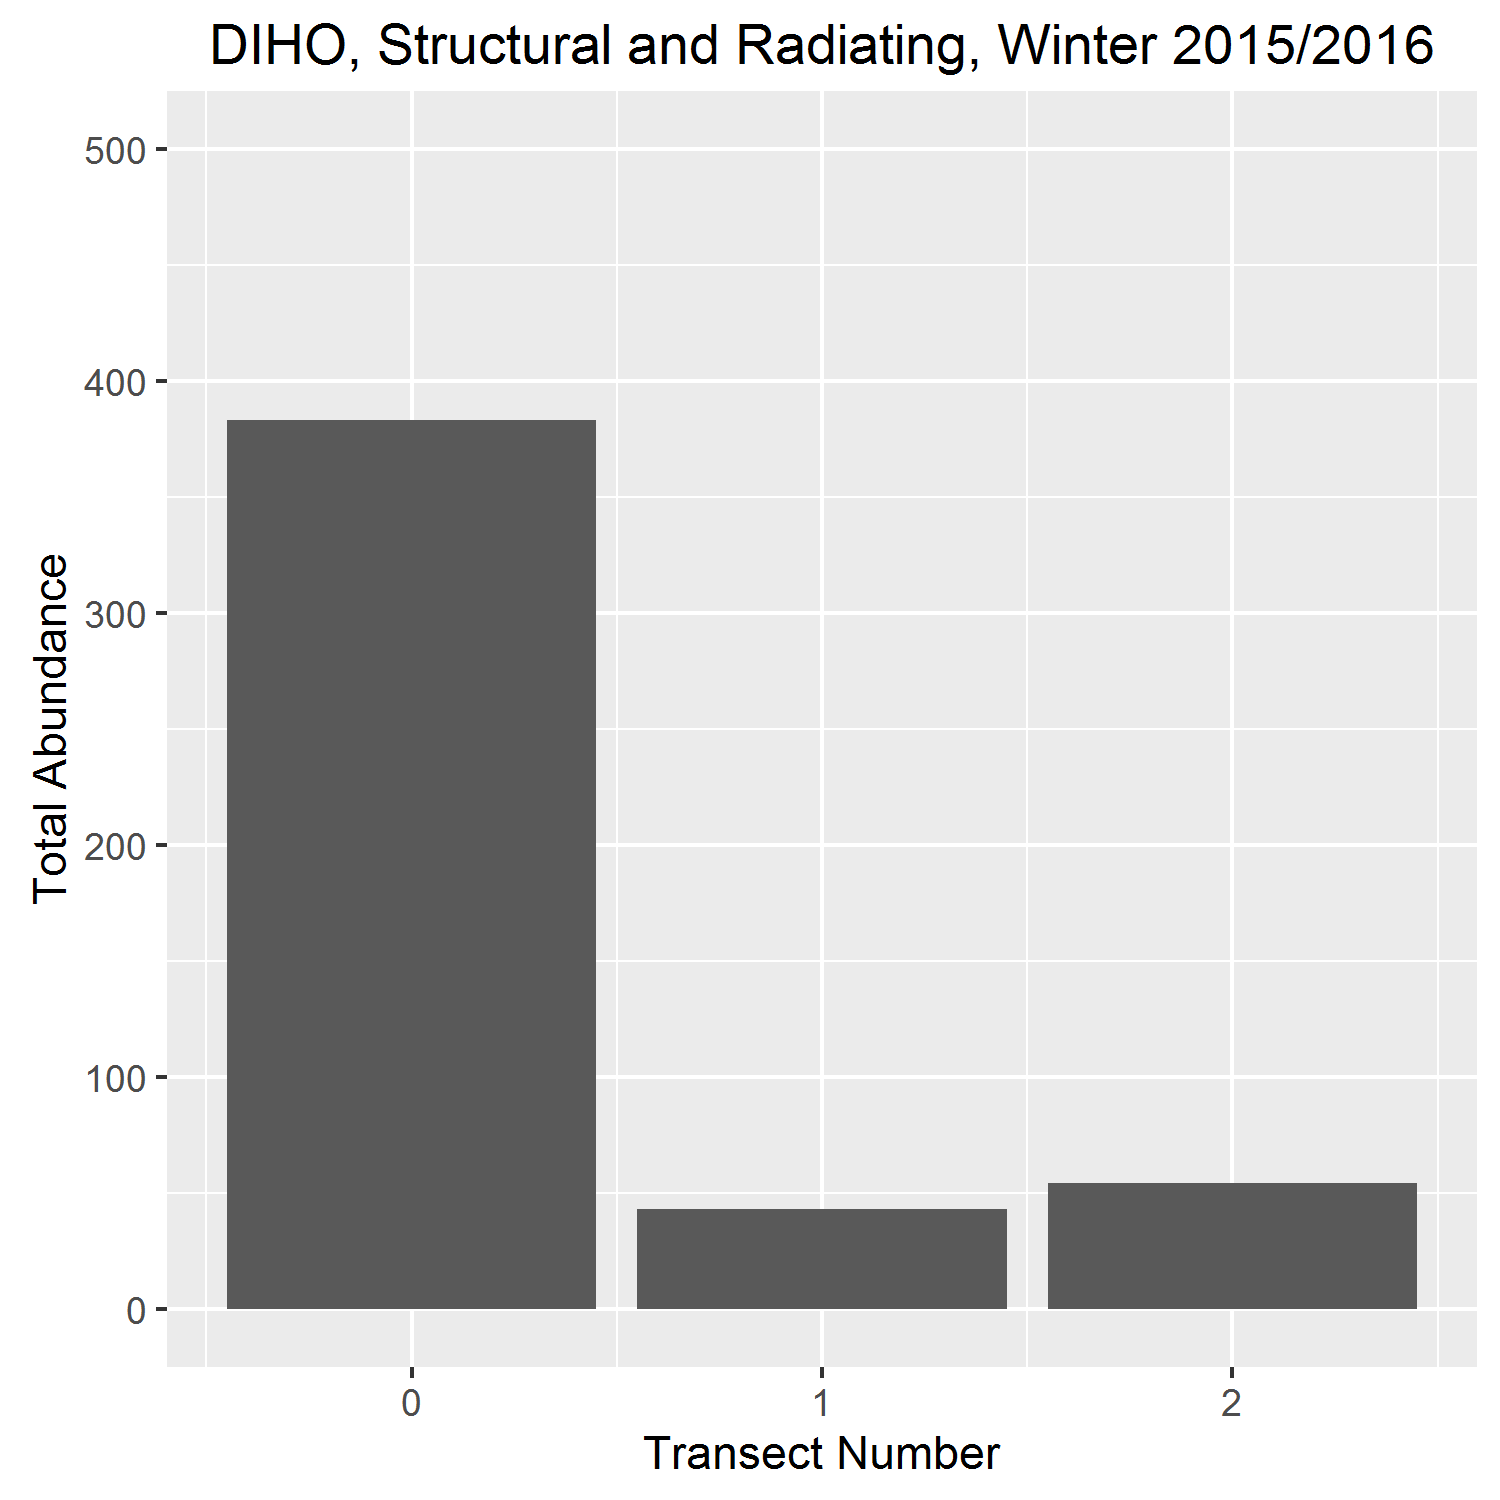 DIHO, Structural and Radiating, Winter 2015/2016
Total Abundance
500
400
300
200
100
0
0 1 2
Transect Number